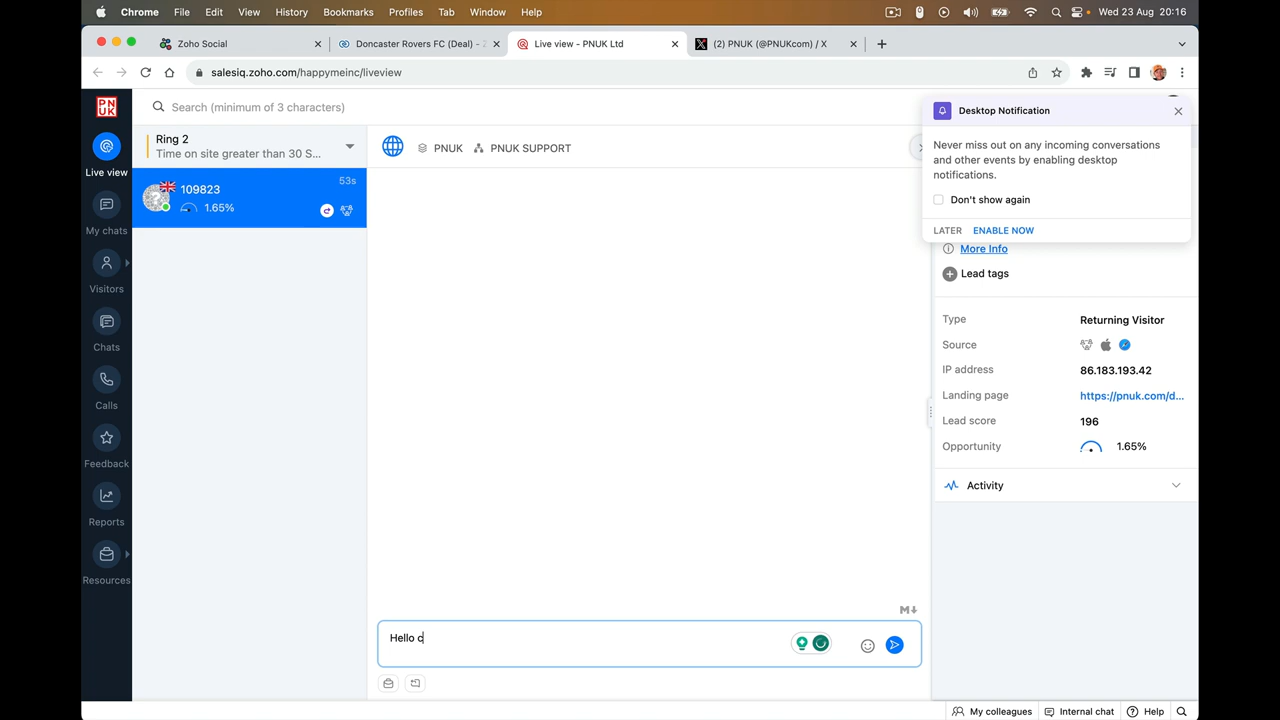 Chrome File Edit View History Bookmarks Profiles Tab Window Help Wed 23 Aug 20:16
Zoho Social
Doncaster Rovers FC (Deal) -
Live view - PNUK Ltd
(2) PNUK (@PNUKcom) / X
salesiq.zoho.com/happymeinc/liveview
PN
UK
Live view
My chats
Visitors
Chats
Calls
Feedback
Reports
Resources
Search (minimum of 3 characters)
Ring 2
Time on site greater than 30 S...
109823
53s
1.65%
PNUK PNUK SUPPORT
Hello c
Desktop Notification
Never miss out on any incoming conversations
and other events by enabling desktop
notifications.
Don't show again
LATER ENABLE NOW
More Info
Lead tags
Type Returning Visitor
Source
IP address 86.183.193.42
Landing page https://pnuk.com/d...
Lead score 196
Opportunity 1.65%
Activity
My colleagues Internal chat Help